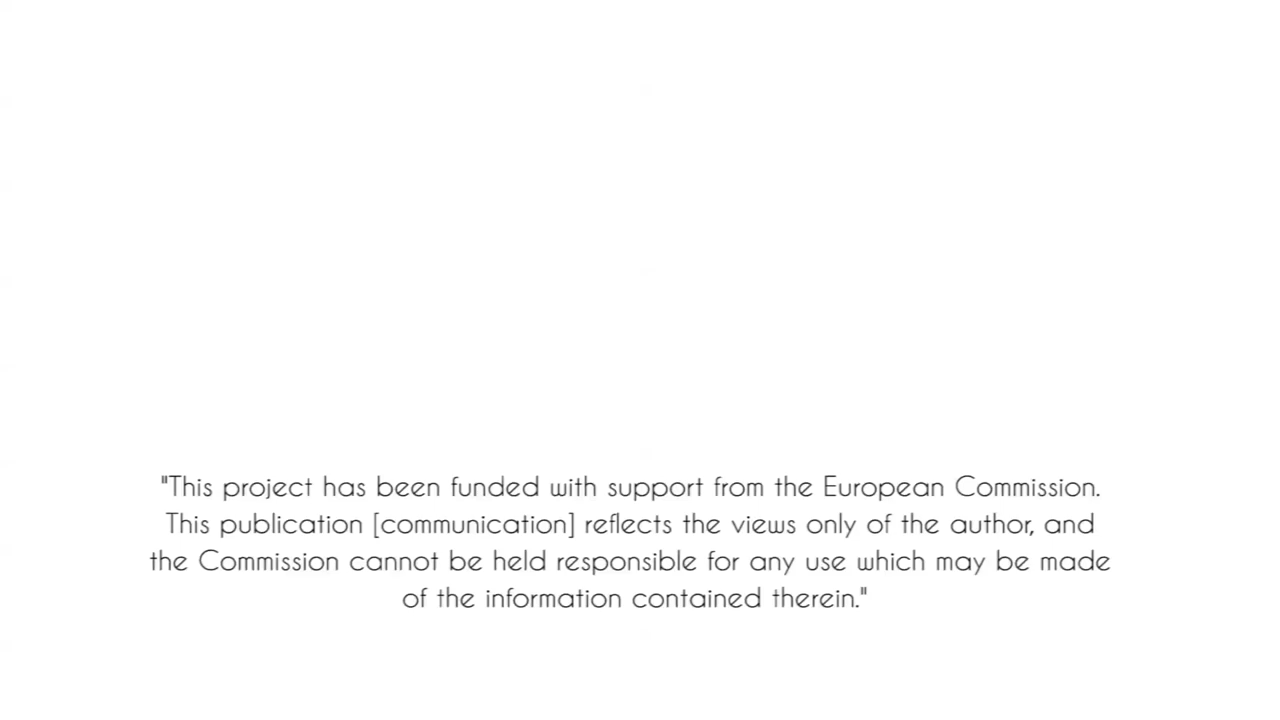 "This project has been funded with support from the European Commission.
This publication [communication] reflects the views only of the author, and
the Commission cannot be held responsible for any use which may be made
of the information contained therein."